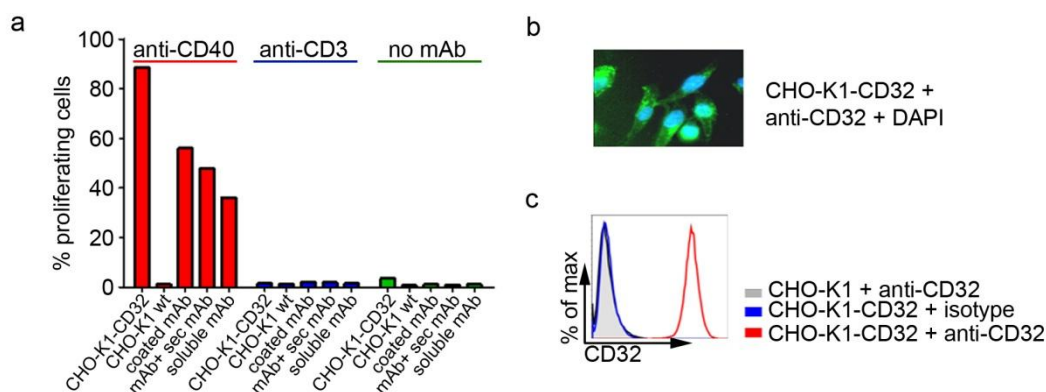 a
anti-CD40 anti-CD3 no mAb
% proliferating cells
100
80
60
40
20
0
CHO-K1-CD32
CHO-K1 wt
coated mAb
mAb+ sec mAb
soluble mAb
CHO-K1-CD32
CHO-K1 wt
coated mAb
mAb+ sec mAb
soluble mAb
CHO-K1-CD32
CHO-K1 wt
coated mAb
mAb+ sec mAb
soluble mAb
b
CHO-K1-CD32 +
anti-CD32 + DAPI
c
% of max
CD32
CHO-K1 + anti-CD32
CHO-K1-CD32 + isotype
CHO-K1-CD32 + anti-CD32